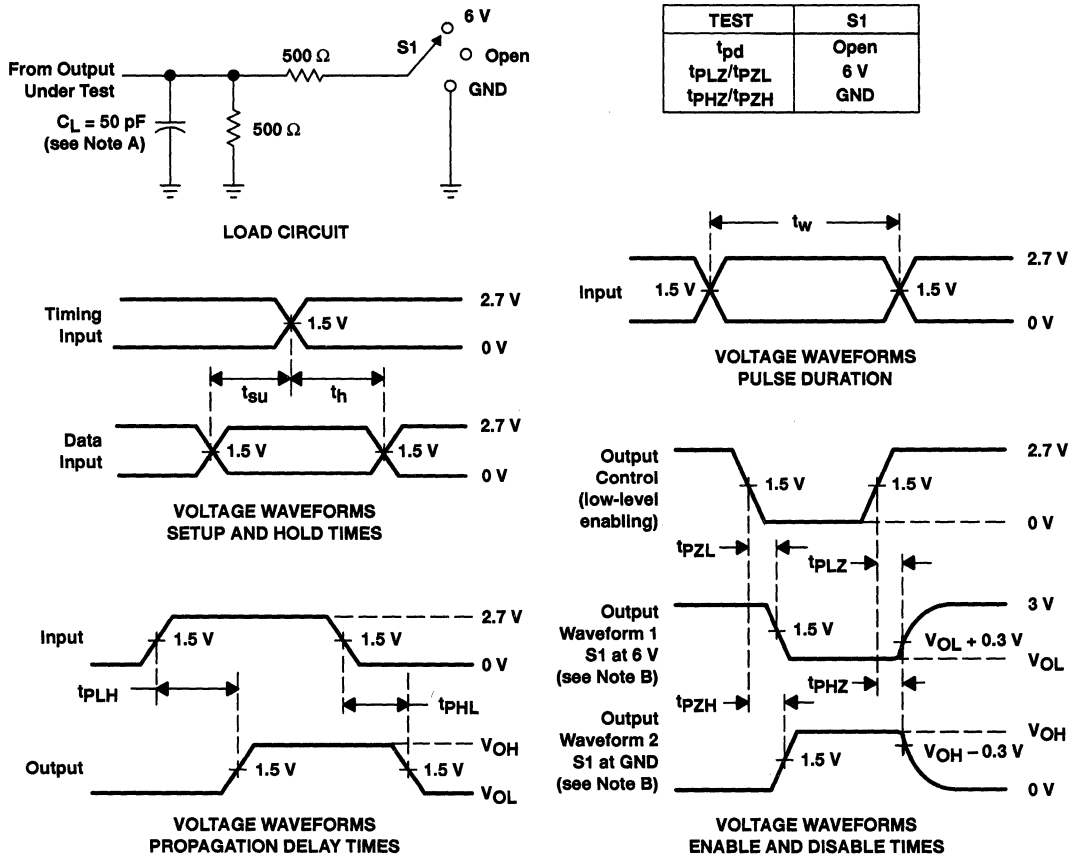 6 V
S1
Open
500 Ω
From Output
Under Test
GND
CL = 50 pF
(see Note A)
500 Ω
LOAD CIRCUIT
TEST S1
tpd Open
tPLZ/tPZL 6 V
tPHZ/tPZH GND
tw
2.7 V
Input 1.5 V 1.5 V
0 V
VOLTAGE WAVEFORMS
PULSE DURATION
Timing
Input
2.7 V
1.5 V
0 V
tsu th
Data
Input
2.7 V
1.5 V 1.5 V
0 V
VOLTAGE WAVEFORMS
SETUP AND HOLD TIMES
Input
2.7 V
1.5 V 1.5 V
0 V
tPLH tPHL
Output
VOH
1.5 V 1.5 V
VOL
VOLTAGE WAVEFORMS
PROPAGATION DELAY TIMES
Output
Control
(low-level
enabling)
2.7 V
1.5 V 1.5 V
0 V
tPZL tPLZ
Output
Waveform 1
S1 at 6 V
(see Note B)
3 V
1.5 V VOL + 0.3 V
VOL
tPZH tPHZ
Output
Waveform 2
S1 at GND
(see Note B)
VOH
1.5 V VOH – 0.3 V
0 V
VOLTAGE WAVEFORMS
ENABLE AND DISABLE TIMES